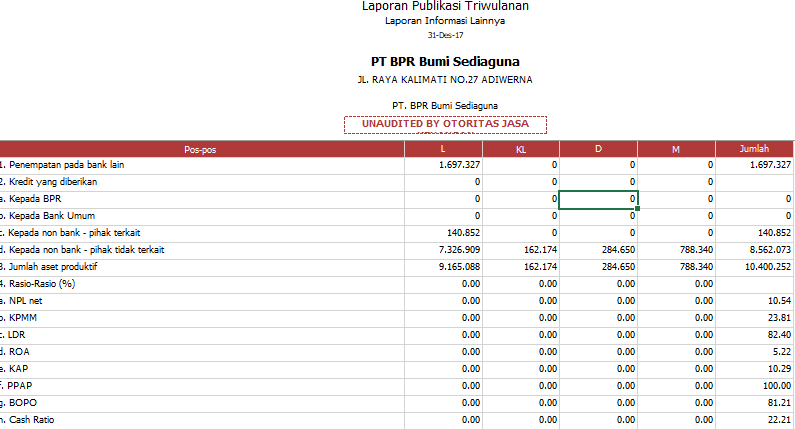 Laporan Publikasi Triwulanan
Laporan Informasi Lainnya
31-Des-17
PT BPR Bumi Sediaguna
JL. RAYA KALIMATI NO.27 ADIWERNA
PT. BPR Bumi Sediaguna
UNAUDITED BY OTORITAS JASA
Pos-pos L KL D M Jumlah
1. Penempatan pada bank lain 1.697.327 0 0 0 1.697.327
2. Kredit yang diberikan 0 0 0 0
a. Kepada BPR 0 0 0 0 0
b. Kepada Bank Umum 0 0 0 0 0
c. Kepada non bank - pihak terkait 140.852 0 0 0 140.852
d. Kepada non bank - pihak tidak terkait 7.326.909 162.174 284.650 788.340 8.562.073
3. Jumlah aset produktif 9.165.088 162.174 284.650 788.340 10.400.252
4. Rasio-Rasio (%) 0.00 0.00 0.00 0.00
a. NPL net 0.00 0.00 0.00 0.00 10.54
b. KPMM 0.00 0.00 0.00 0.00 23.81
c. LDR 0.00 0.00 0.00 0.00 82.40
d. ROA 0.00 0.00 0.00 0.00 5.22
e. KAP 0.00 0.00 0.00 0.00 10.29
f. PPAP 0.00 0.00 0.00 0.00 100.00
g. BOPO 0.00 0.00 0.00 0.00 81.21
h. Cash Ratio 0.00 0.00 0.00 0.00 22.21